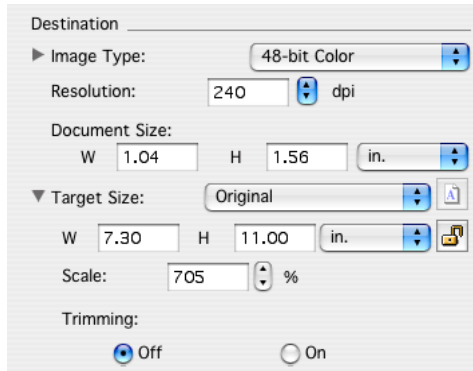 Destination
Image Type: 48-bit Color
Resolution: 240 dpi
Document Size:
W 1.04 H 1.56 in.
Target Size: Original A
W 7.30 H 11.00 in.
Scale: 705 %
Trimming:
Off On